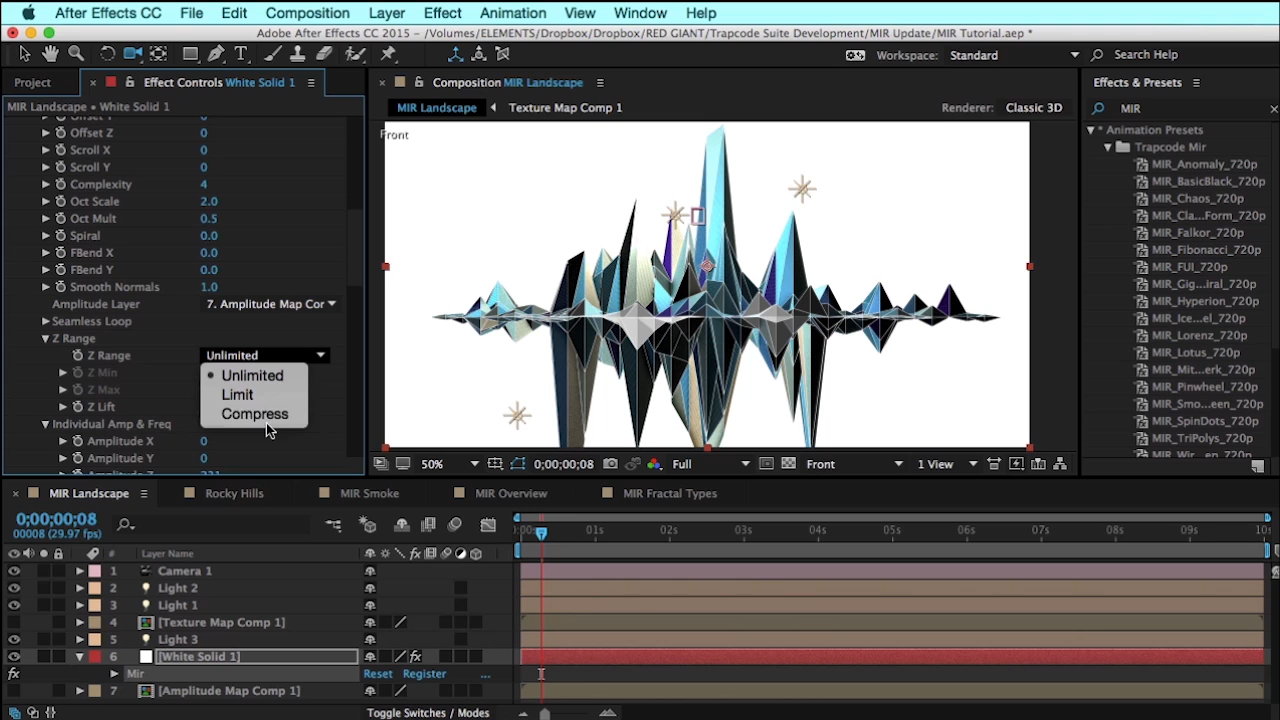 After Effects CC File Edit Composition Layer Effect Animation View Window Help
Adobe After Effects CC 2015 - /Volumes/ELEMENTS/Dropbox/Dropbox/RED GIANT/Trapcode Suite Development/MIR Update/MIR Tutorial.aep *
Workspace: Standard Search Help
Project
Effect Controls White Solid 1
MIR Landscape • White Solid 1
Offset Y 0
Offset Z 0
Scroll X 0
Scroll Y 0
Complexity 4
Oct Scale 2.0
Oct Mult 0.5
Spiral 0.0
FBend X 0.0
FBend Y 0.0
Smooth Normals 1.0
Amplitude Layer 7. Amplitude Map Cor
Seamless Loop
Z Range
Z Range Unlimited
Unlimited
Z Min
Limit
Z Max
Z Lift
Compress
Individual Amp & Freq
Amplitude X 0
Amplitude Y 0
Amplitude Z 331
Composition MIR Landscape
MIR Landscape Texture Map Comp 1
Renderer: Classic 3D
Front
50% 0;00;00;08 Full Front 1 View
Effects & Presets
MIR
* Animation Presets
Trapcode Mir
MIR_Anomaly_720p
MIR_BasicBlack_720p
MIR_Chaos_720p
MIR_Cla...Form_720p
MIR_Falkor_720p
MIR_Fibonacci_720p
MIR_FUI_720p
MIR_Gig...iral_720p
MIR_Hyperion_720p
MIR_Ice...el_720p
MIR_Lorenz_720p
MIR_Lotus_720p
MIR_Mit...erk_720p
MIR_Pinwheel_720p
MIR_Smo...een_720p
MIR_SpinDots_720p
MIR_TriPolys_720p
MIR Landscape Rocky Hills MIR Smoke MIR Overview MIR Fractal Types
0;00;00;08
00008 (29.97 fps)
:00s 01s 02s 03s 04s 05s 06s 07s 08s 09s 10s
# Layer Name
1 Camera 1
2 Light 2
3 Light 1
4 [Texture Map Comp 1]
5 Light 3
6 [White Solid 1]
fx Mir Reset Register ...
7 [Amplitude Map Comp 1]
Toggle Switches / Modes